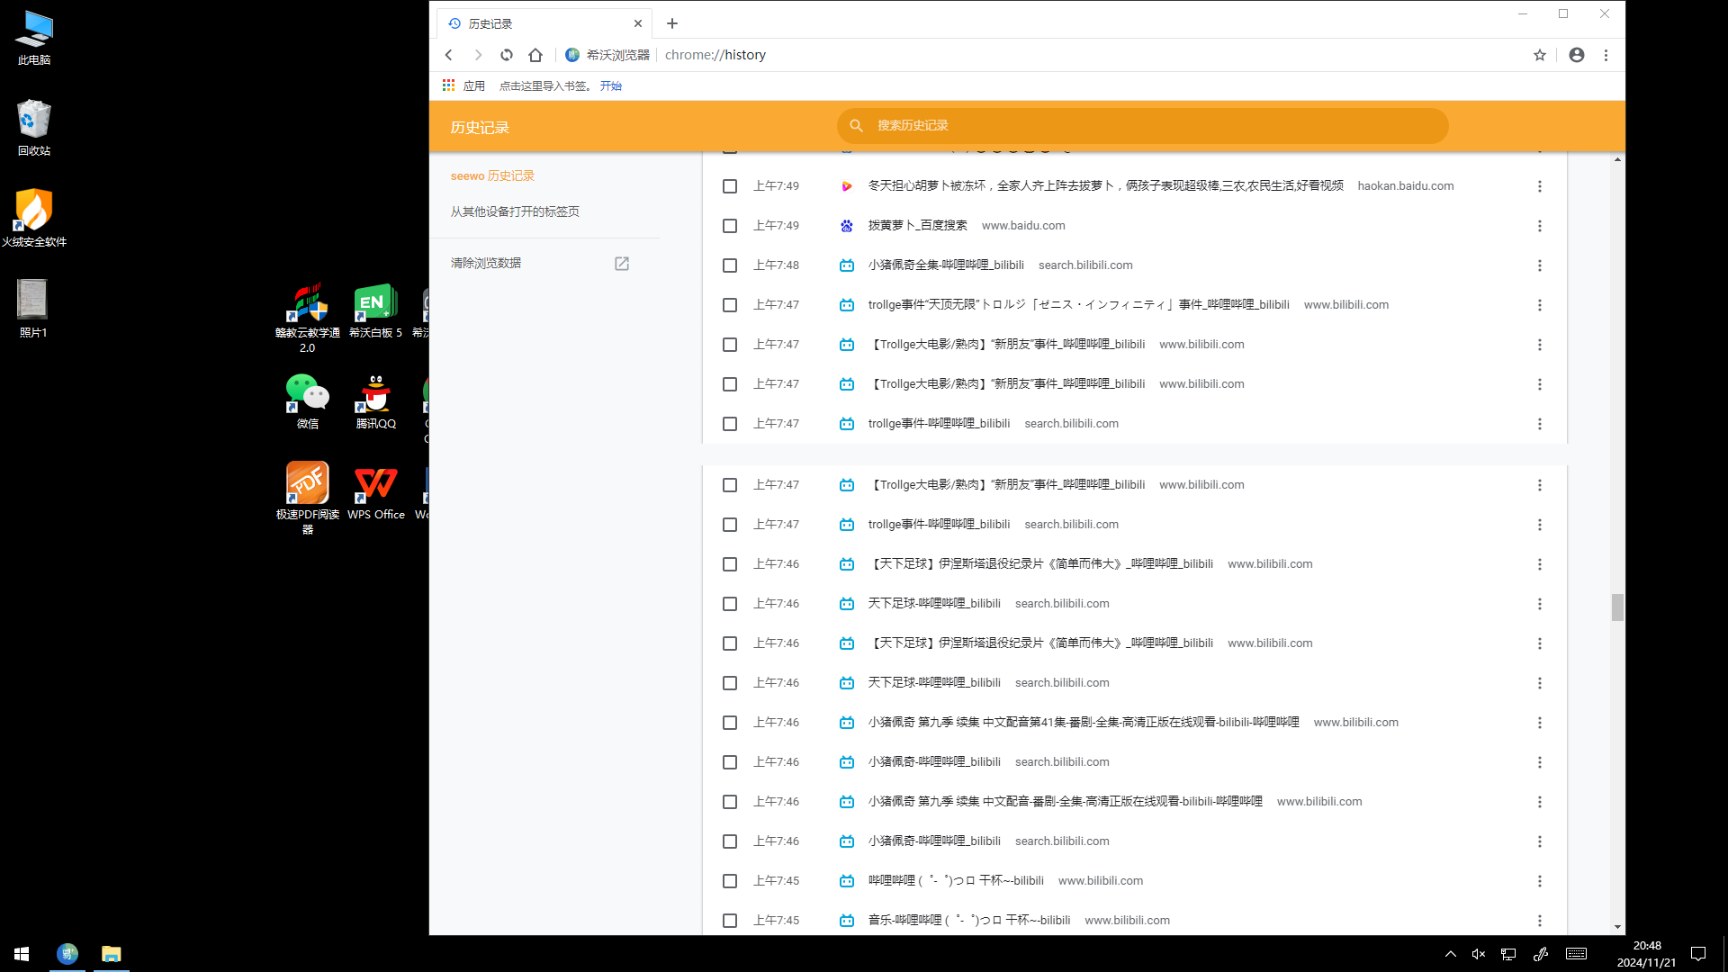 此电脑
回收站
火绒安全软件
照片1
赣教云教学通
2.0
希沃白板 5
希沃
微信
腾讯QQ
极速PDF阅读
器
WPS Office
历史记录
希沃浏览器
chrome://history
应用
点击这里导入书签。 开始
历史记录
搜索历史记录
seewo 历史记录
从其他设备打开的标签页
清除浏览数据
上午7:49 冬天担心胡萝卜被冻坏，全家人齐上阵去拔萝卜，俩孩子表现超级棒,三农,农民生活,好看视频 haokan.baidu.com
上午7:49 拨黄萝卜_百度搜索 www.baidu.com
上午7:48 小猪佩奇全集-哔哩哔哩_bilibili search.bilibili.com
上午7:47 trollge事件“天顶无限”トロルジ「ゼニス・インフィニティ」事件_哔哩哔哩_bilibili www.bilibili.com
上午7:47 【Trollge大电影/熟肉】“新朋友”事件_哔哩哔哩_bilibili www.bilibili.com
上午7:47 【Trollge大电影/熟肉】“新朋友”事件_哔哩哔哩_bilibili www.bilibili.com
上午7:47 trollge事件-哔哩哔哩_bilibili search.bilibili.com
上午7:47 【Trollge大电影/熟肉】“新朋友”事件_哔哩哔哩_bilibili www.bilibili.com
上午7:47 trollge事件-哔哩哔哩_bilibili search.bilibili.com
上午7:46 【天下足球】伊涅斯塔退役纪录片《简单而伟大》_哔哩哔哩_bilibili www.bilibili.com
上午7:46 天下足球-哔哩哔哩_bilibili search.bilibili.com
上午7:46 【天下足球】伊涅斯塔退役纪录片《简单而伟大》_哔哩哔哩_bilibili www.bilibili.com
上午7:46 天下足球-哔哩哔哩_bilibili search.bilibili.com
上午7:46 小猪佩奇 第九季 续集 中文配音第41集-番剧-全集-高清正版在线观看-bilibili-哔哩哔哩 www.bilibili.com
上午7:46 小猪佩奇-哔哩哔哩_bilibili search.bilibili.com
上午7:46 小猪佩奇 第九季 续集 中文配音-番剧-全集-高清正版在线观看-bilibili-哔哩哔哩 www.bilibili.com
上午7:46 小猪佩奇-哔哩哔哩_bilibili search.bilibili.com
上午7:45 哔哩哔哩 (゜-゜)つロ 干杯~-bilibili www.bilibili.com
上午7:45 音乐-哔哩哔哩 (゜-゜)つロ 干杯~-bilibili www.bilibili.com
20:48
2024/11/21